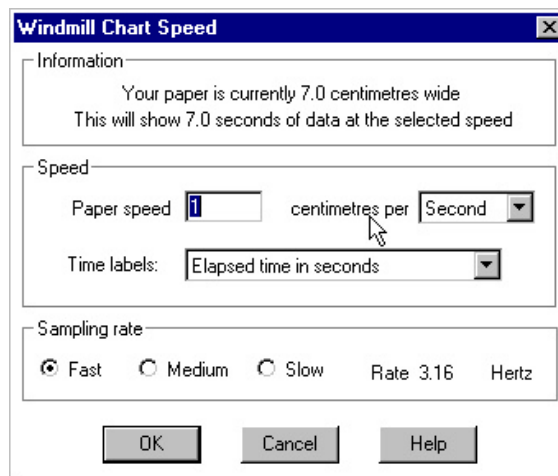 Windmill Chart Speed
Information
Your paper is currently 7.0 centimetres wide
This will show 7.0 seconds of data at the selected speed
Speed
Paper speed 1 centimetres per Second
Time labels: Elapsed time in seconds
Sampling rate
Fast Medium Slow Rate 3.16 Hertz
OK Cancel Help